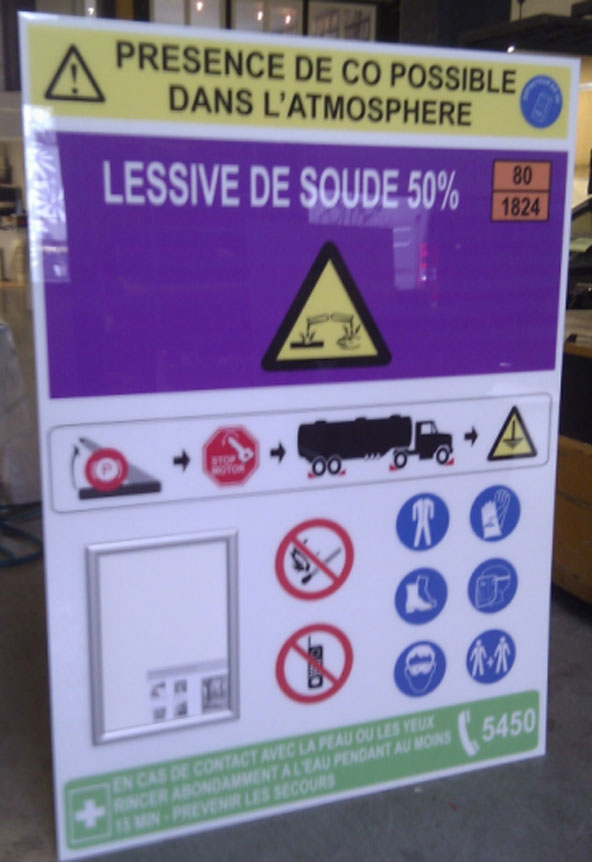 PRESENCE DE CO POSSIBLE
DANS L'ATMOSPHERE
LESSIVE DE SOUDE 50%
80
1824
P
STOP
MOTOR
EN CAS DE CONTACT AVEC LA PEAU OU LES YEUX
RINCER ABONDAMMENT A L'EAU PENDANT AU MOINS
15 MIN - PREVENIR LES SECOURS
5450